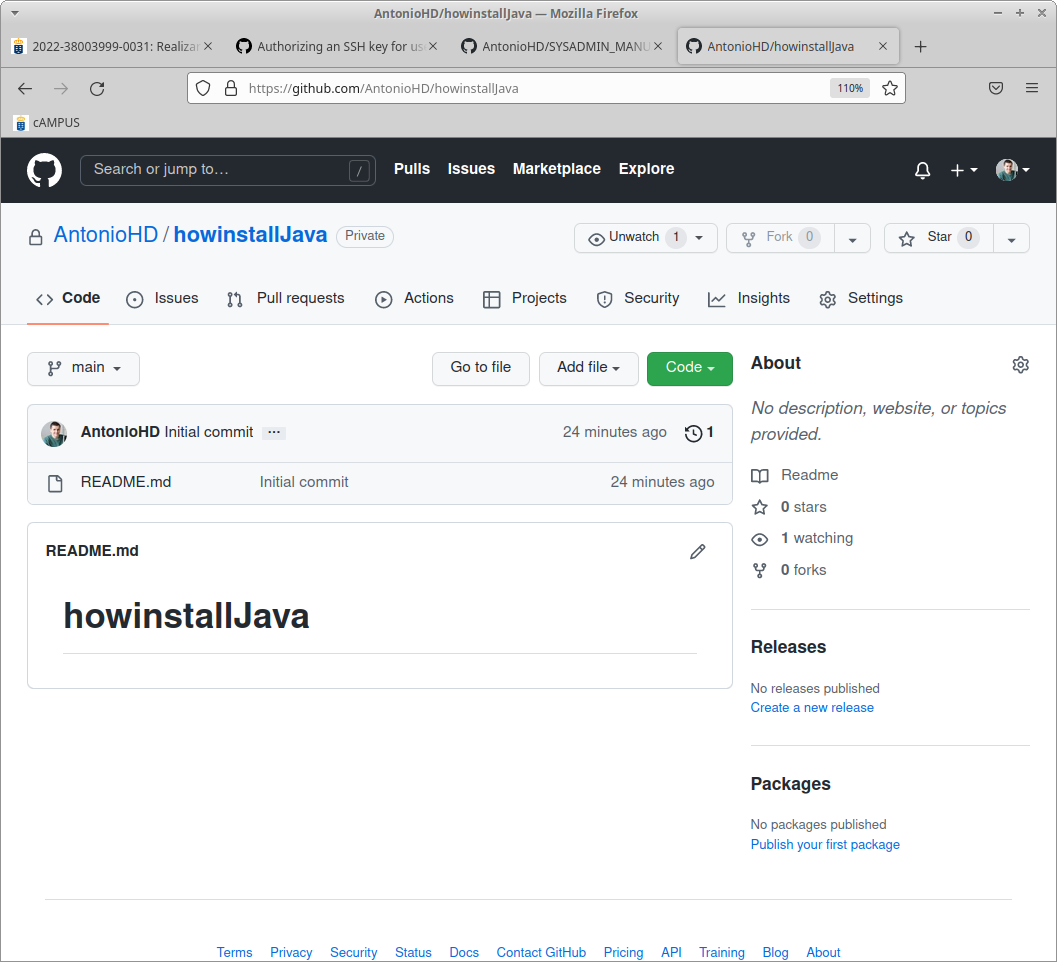 AntonioHD/howinstallJava — Mozilla Firefox
2022-38003999-0031: Realizar
Authorizing an SSH key for use
AntonioHD/SYSADMIN_MANU
AntonioHD/howinstallJava
https://github.com/AntonioHD/howinstallJava 110%
cAMPUS
Search or jump to… / Pulls Issues Marketplace Explore
AntonioHD / howinstallJava Private Unwatch 1 Fork 0 Star 0
Code Issues Pull requests Actions Projects Security Insights Settings
main Go to file Add file Code
AntonioHD Initial commit ... 24 minutes ago 1
README.md Initial commit 24 minutes ago
README.md
howinstallJava
About
No description, website, or topics
provided.
Readme
0 stars
1 watching
0 forks
Releases
No releases published
Create a new release
Packages
No packages published
Publish your first package
Terms Privacy Security Status Docs Contact GitHub Pricing API Training Blog About